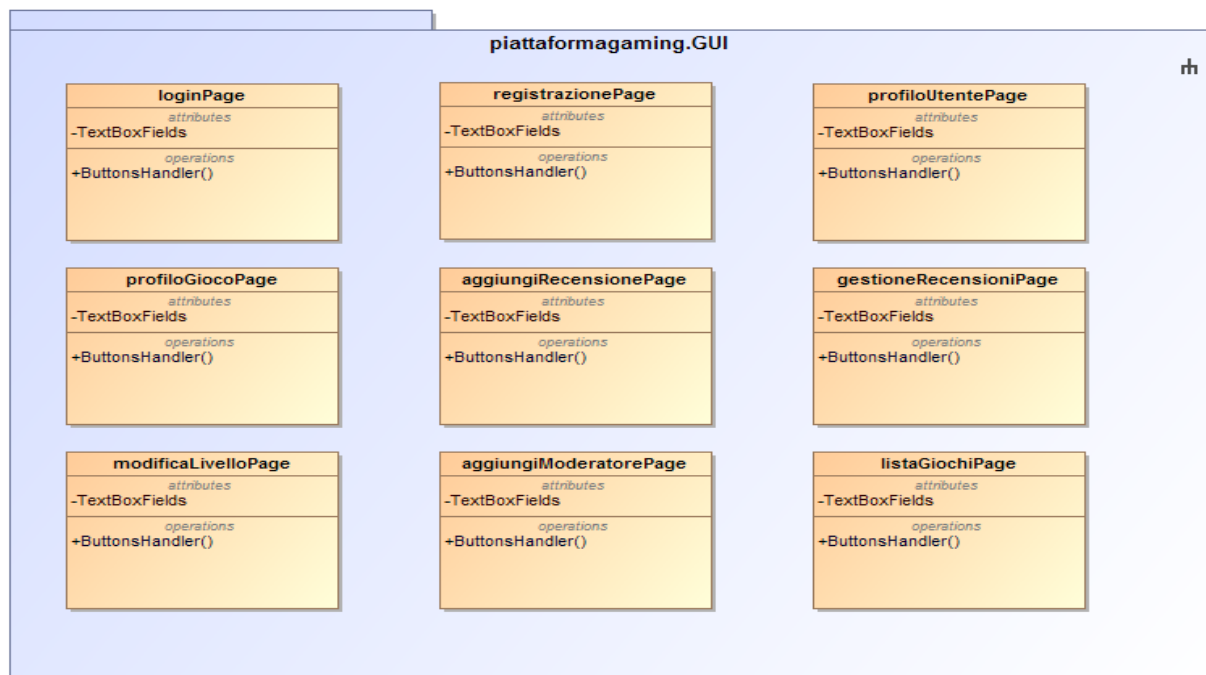 piattaformagaming.GUI
loginPage
attributes
-TextBoxFields
operations
+ButtonsHandler()
registrazionePage
attributes
-TextBoxFields
operations
+ButtonsHandler()
profiloUtentePage
attributes
-TextBoxFields
operations
+ButtonsHandler()
profiloGiocoPage
attributes
-TextBoxFields
operations
+ButtonsHandler()
aggiungiRecensionePage
attributes
-TextBoxFields
operations
+ButtonsHandler()
gestioneRecensioniPage
attributes
-TextBoxFields
operations
+ButtonsHandler()
modificaLivelloPage
attributes
-TextBoxFields
operations
+ButtonsHandler()
aggiungiModeratorePage
attributes
-TextBoxFields
operations
+ButtonsHandler()
listaGiochiPage
attributes
-TextBoxFields
operations
+ButtonsHandler()